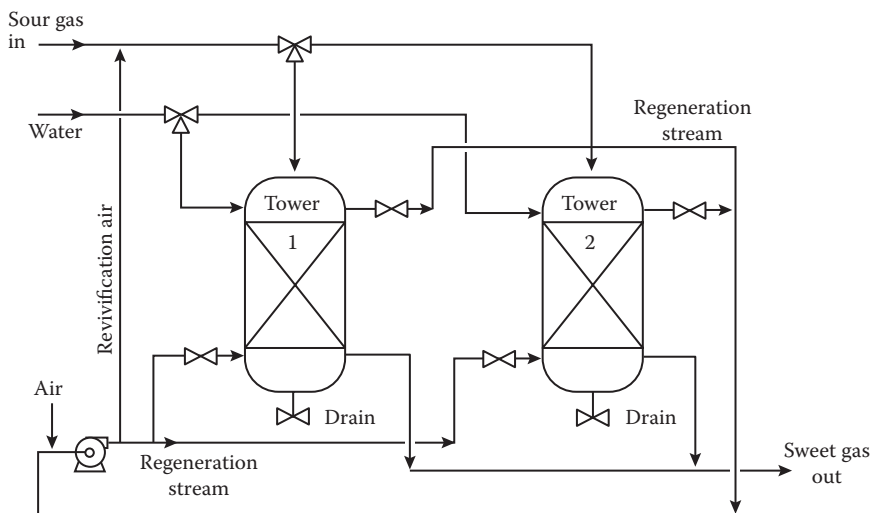 Sour gas
in
Water
Regeneration
stream
Tower
1
Tower
2
Revivification air
Air
Drain
Drain
Regeneration
stream
Sweet gas
out